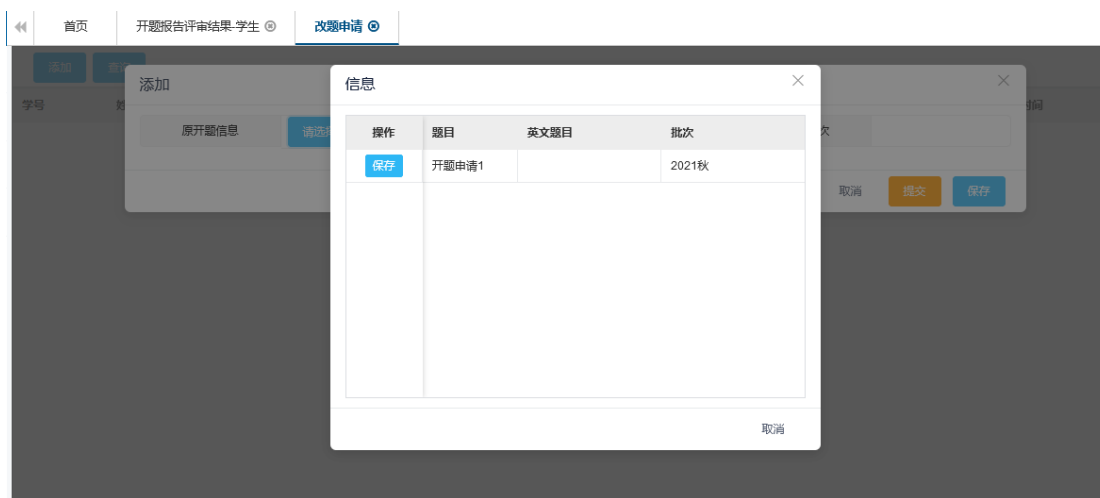 首页 开题报告评审结果-学生 改题申请
添加
添加 信息
学号
原开题信息
操作 题目 英文题目 批次
保存 开题申请1 2021秋
取消 提交 保存
取消